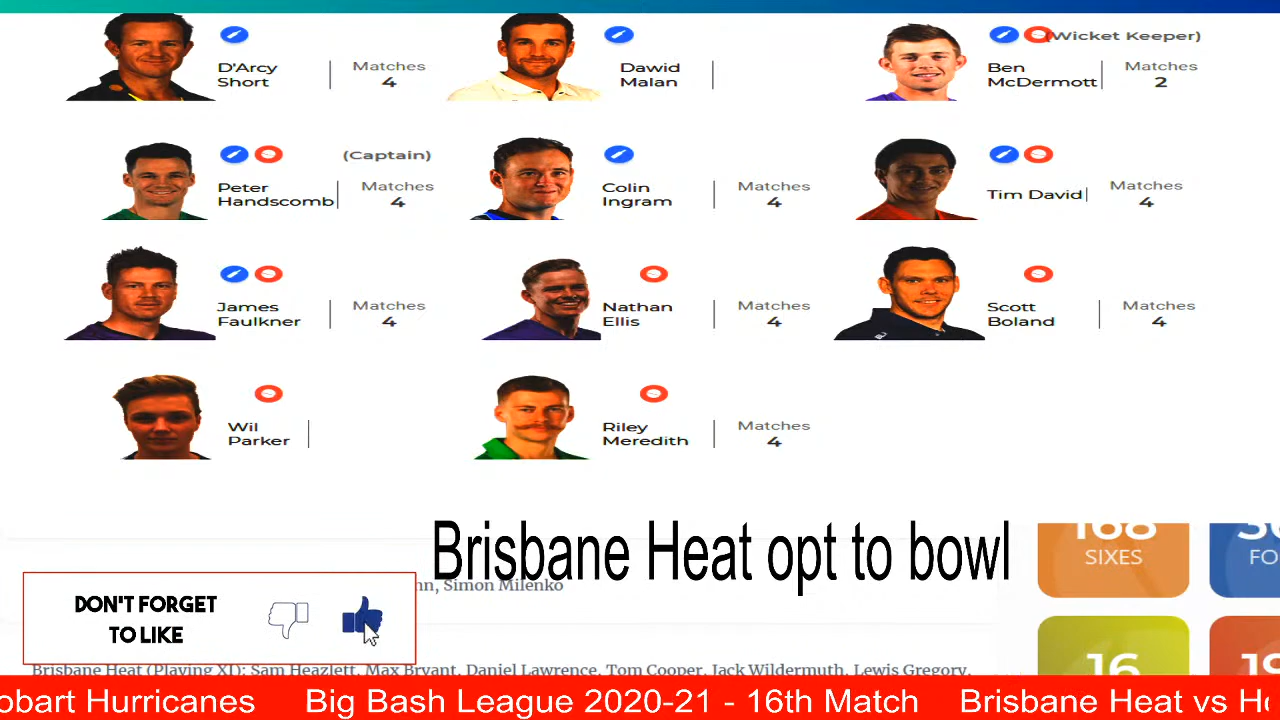 D'Arcy
Short
Matches
4
Dawid
Malan
(Wicket Keeper)
Ben
McDermott
Matches
2
(Captain)
Peter
Handscomb
Matches
4
Colin
Ingram
Matches
4
Tim David
Matches
4
James
Faulkner
Matches
4
Nathan
Ellis
Matches
4
Scott
Boland
Matches
4
Wil
Parker
Riley
Meredith
Matches
4
Brisbane Heat opt to bowl
168
SIXES
Simon Milenko
DON'T FORGET
TO LIKE
16
Brisbane Heat (Playing XI): Sam Heazlett, Max Bryant, Daniel Lawrence, Tom Cooper, Jack Wildermuth, Lewis Gregory,
obart Hurricanes Big Bash League 2020-21 - 16th Match Brisbane Heat vs Ho